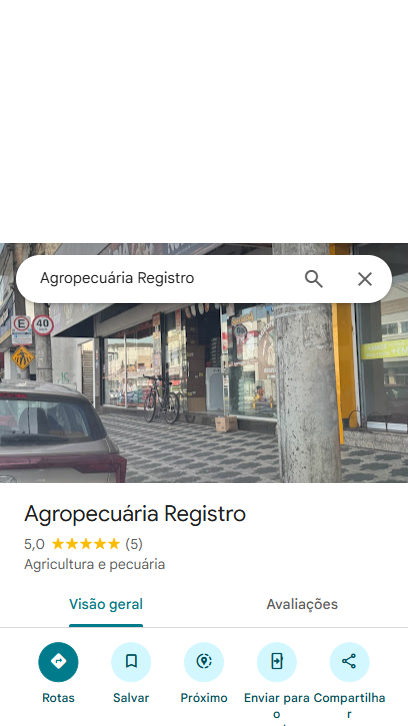 Agropecuária Registro
E
40
Agropecuária Registro
5,0 ★★★★★ (5)
Agricultura e pecuária
Visão geral
Avaliações
Rotas
Salvar
Próximo
Enviar para o
Compartilhar